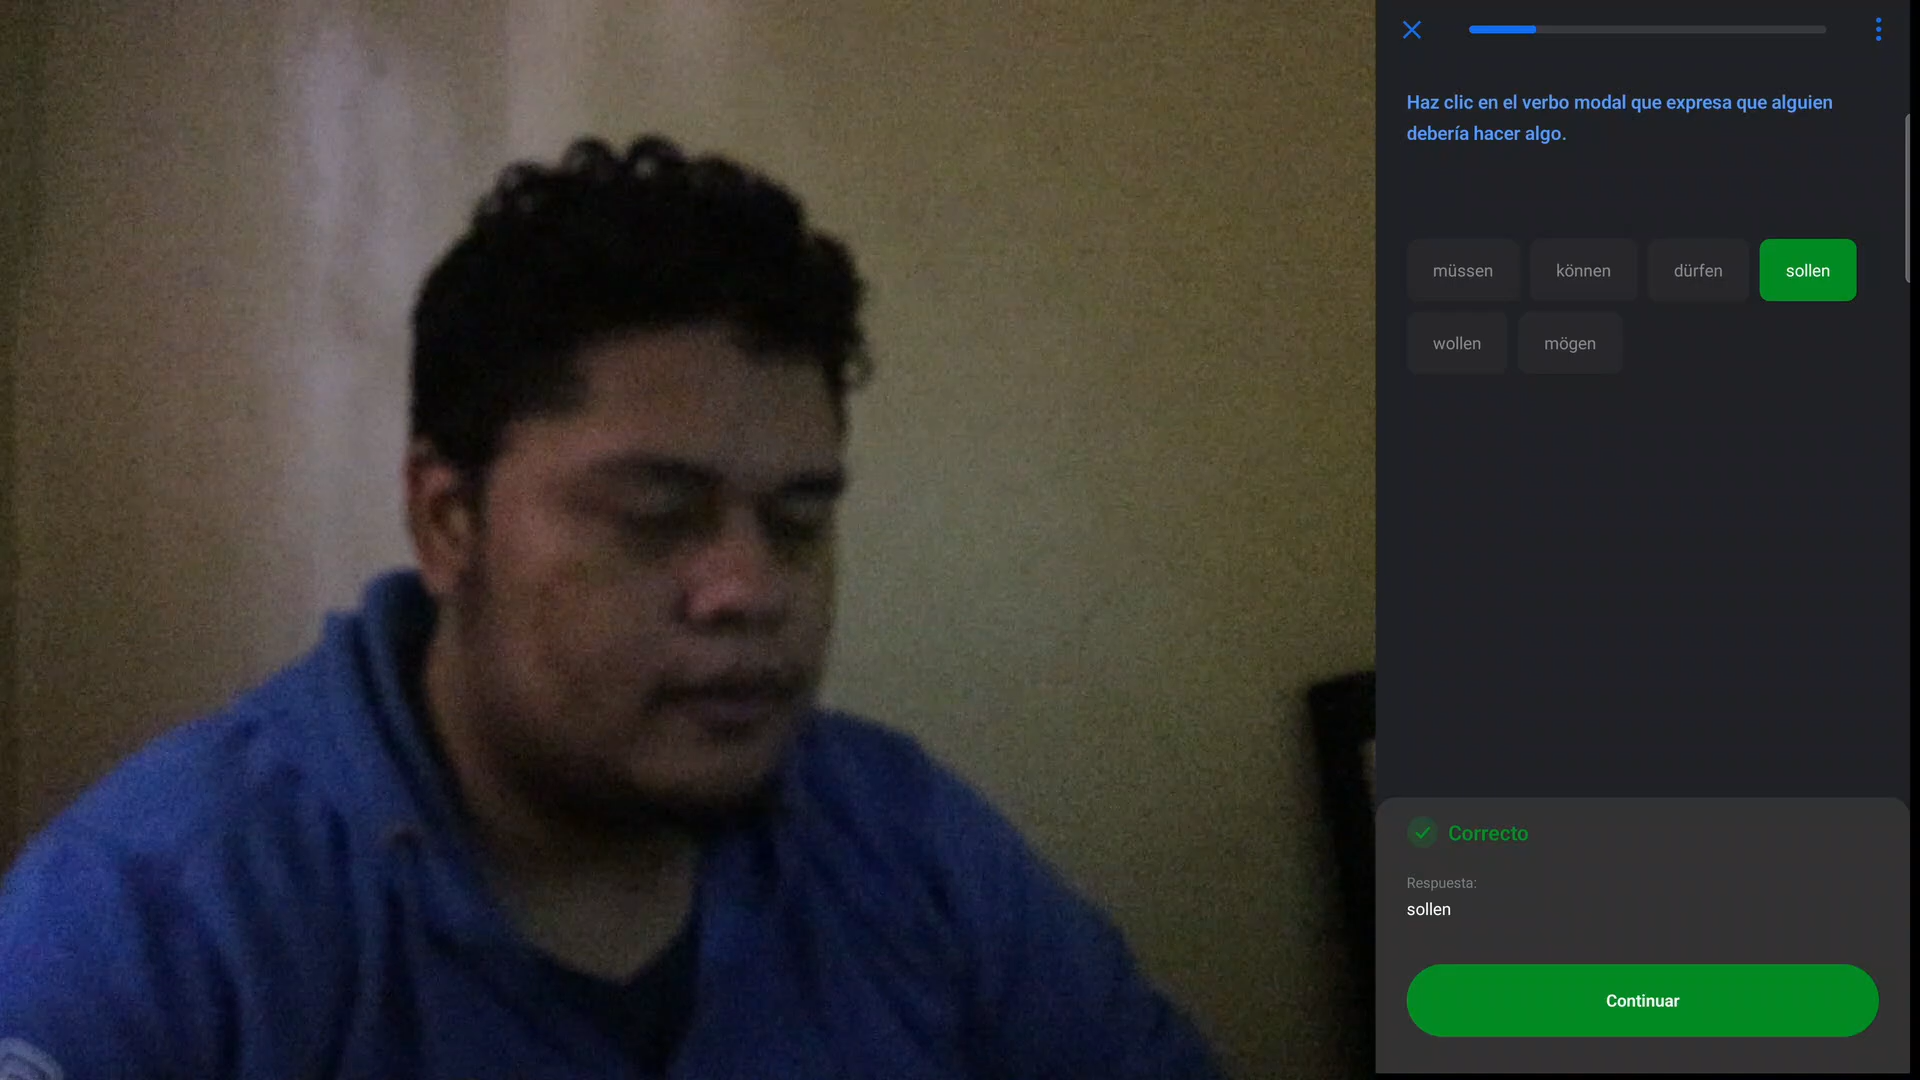 Haz clic en el verbo modal que expresa que alguien
debería hacer algo.
müssen
können
dürfen
sollen
wollen
mögen
Correcto
Respuesta:
sollen
Continuar